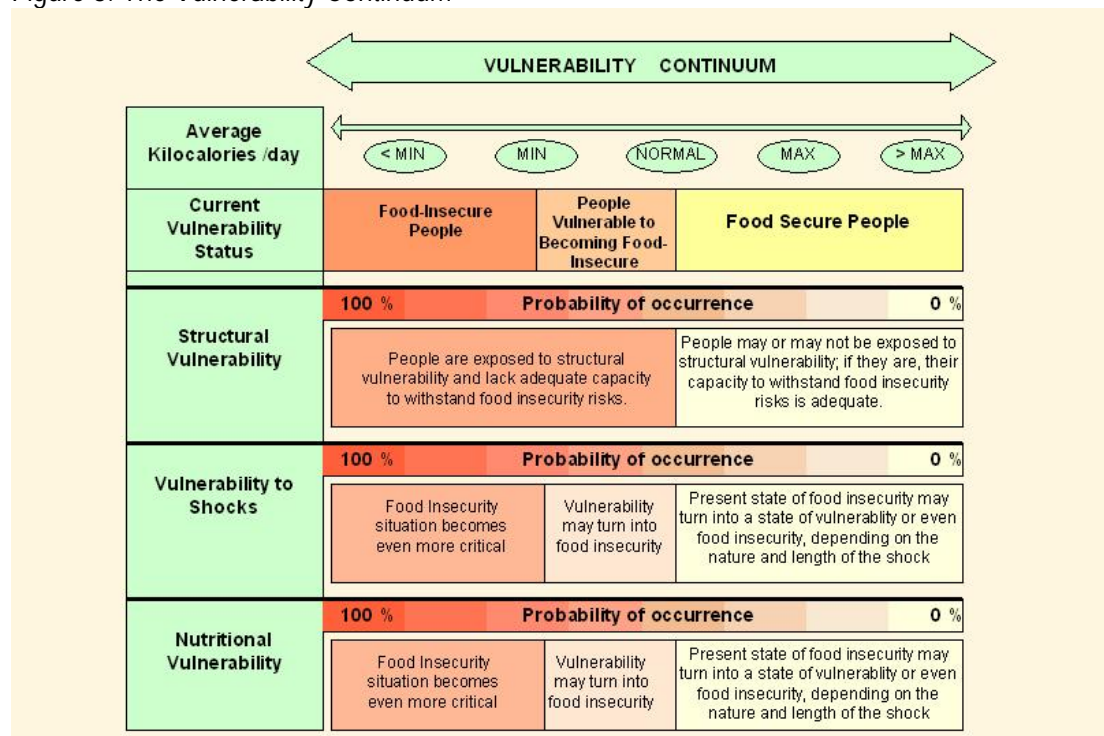 Figure The Vulnerability Continuum
VULNERABILITY CONTINUUM
Average
Kilocalories /day
< MIN
MIN
NORMAL
MAX
> MAX
Current
Vulnerability
Status
Food-Insecure
People
People
Vulnerable to
Becoming Food-
Insecure
Food Secure People
Structural
Vulnerability
100 % Probability of occurrence 0 %
People are exposed to structural
vulnerability and lack adequate capacity
to withstand food insecurity risks.
People may or may not be exposed to
structural vulnerability; if they are, their
capacity to withstand food insecurity
risks is adequate.
Vulnerability to
Shocks
100 % Probability of occurrence 0 %
Food Insecurity
situation becomes
even more critical
Vulnerability
may turn into
food insecurity
Present state of food insecurity may
turn into a state of vulnerablity or even
food insecurity, depending on the
nature and length of the shock
Nutritional
Vulnerability
100 % Probability of occurrence 0 %
Food Insecurity
situation becomes
even more critical
Vulnerability
may turn into
food insecurity
Present state of food insecurity may
turn into a state of vulnerablity or even
food insecurity, depending on the
nature and length of the shock